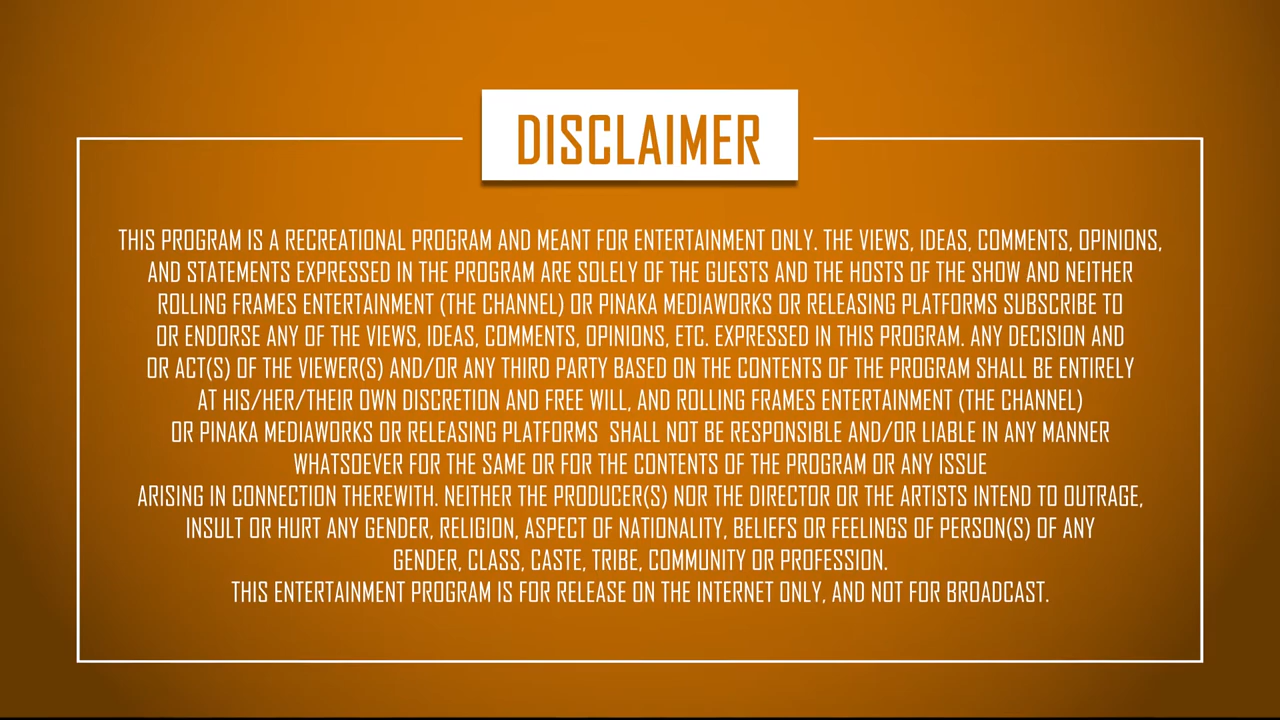 DISCLAIMER
THIS PROGRAM IS A RECREATIONAL PROGRAM AND MEANT FOR ENTERTAINMENT ONLY. THE VIEWS, IDEAS, COMMENTS, OPINIONS,
AND STATEMENTS EXPRESSED IN THE PROGRAM ARE SOLELY OF THE GUESTS AND THE HOSTS OF THE SHOW AND NEITHER
ROLLING FRAMES ENTERTAINMENT (THE CHANNEL) OR PINAKA MEDIAWORKS OR RELEASING PLATFORMS SUBSCRIBE TO
OR ENDORSE ANY OF THE VIEWS, IDEAS, COMMENTS, OPINIONS, ETC. EXPRESSED IN THIS PROGRAM. ANY DECISION AND
OR ACT(S) OF THE VIEWER(S) AND/OR ANY THIRD PARTY BASED ON THE CONTENTS OF THE PROGRAM SHALL BE ENTIRELY
AT HIS/HER/THEIR OWN DISCRETION AND FREE WILL, AND ROLLING FRAMES ENTERTAINMENT (THE CHANNEL)
OR PINAKA MEDIAWORKS OR RELEASING PLATFORMS SHALL NOT BE RESPONSIBLE AND/OR LIABLE IN ANY MANNER
WHATSOEVER FOR THE SAME OR FOR THE CONTENTS OF THE PROGRAM OR ANY ISSUE
ARISING IN CONNECTION THEREWITH. NEITHER THE PRODUCER(S) NOR THE DIRECTOR OR THE ARTISTS INTEND TO OUTRAGE,
INSULT OR HURT ANY GENDER, RELIGION, ASPECT OF NATIONALITY, BELIEFS OR FEELINGS OF PERSON(S) OF ANY
GENDER, CLASS, CASTE, TRIBE, COMMUNITY OR PROFESSION.
THIS ENTERTAINMENT PROGRAM IS FOR RELEASE ON THE INTERNET ONLY, AND NOT FOR BROADCAST.